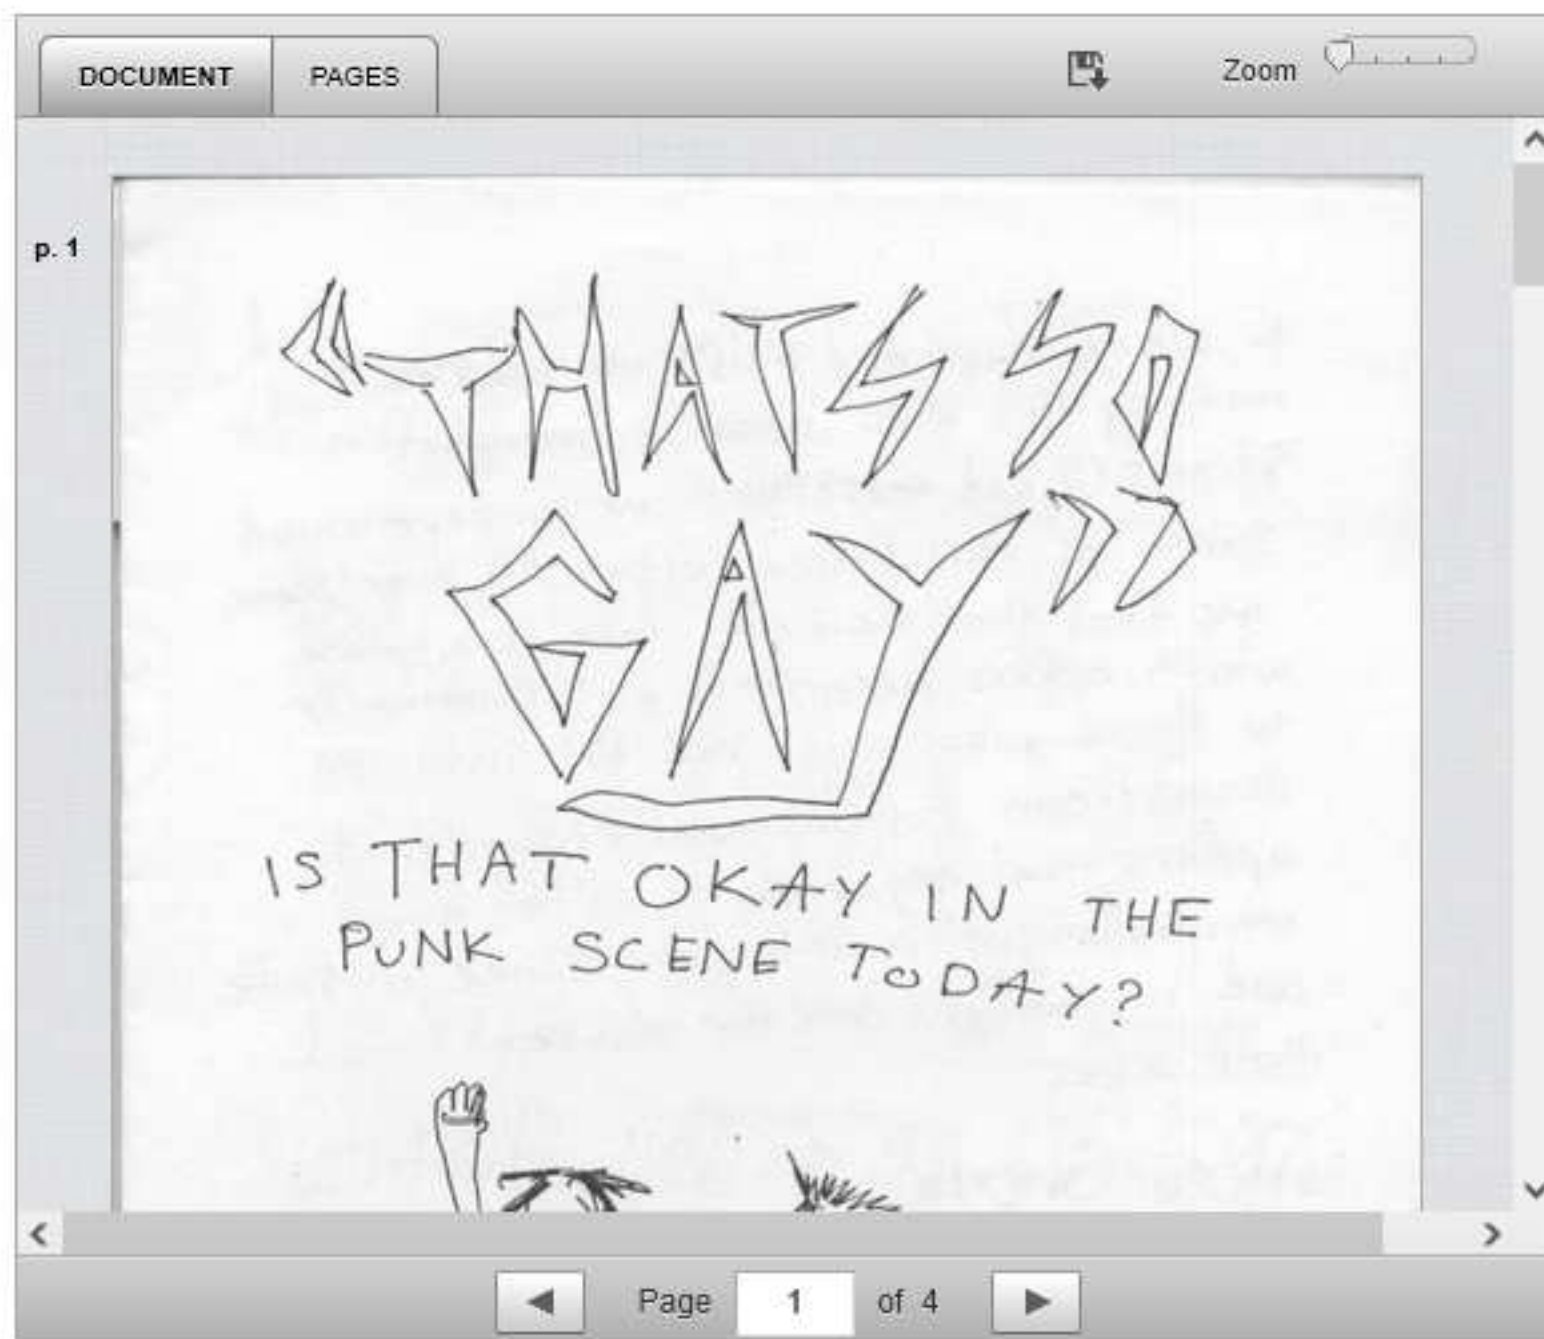 DOCUMENT PAGES Zoom
p. 1
"THATS SO
GAY"
IS THAT OKAY IN THE
PUNK SCENE TODAY?
Page 1 of 4